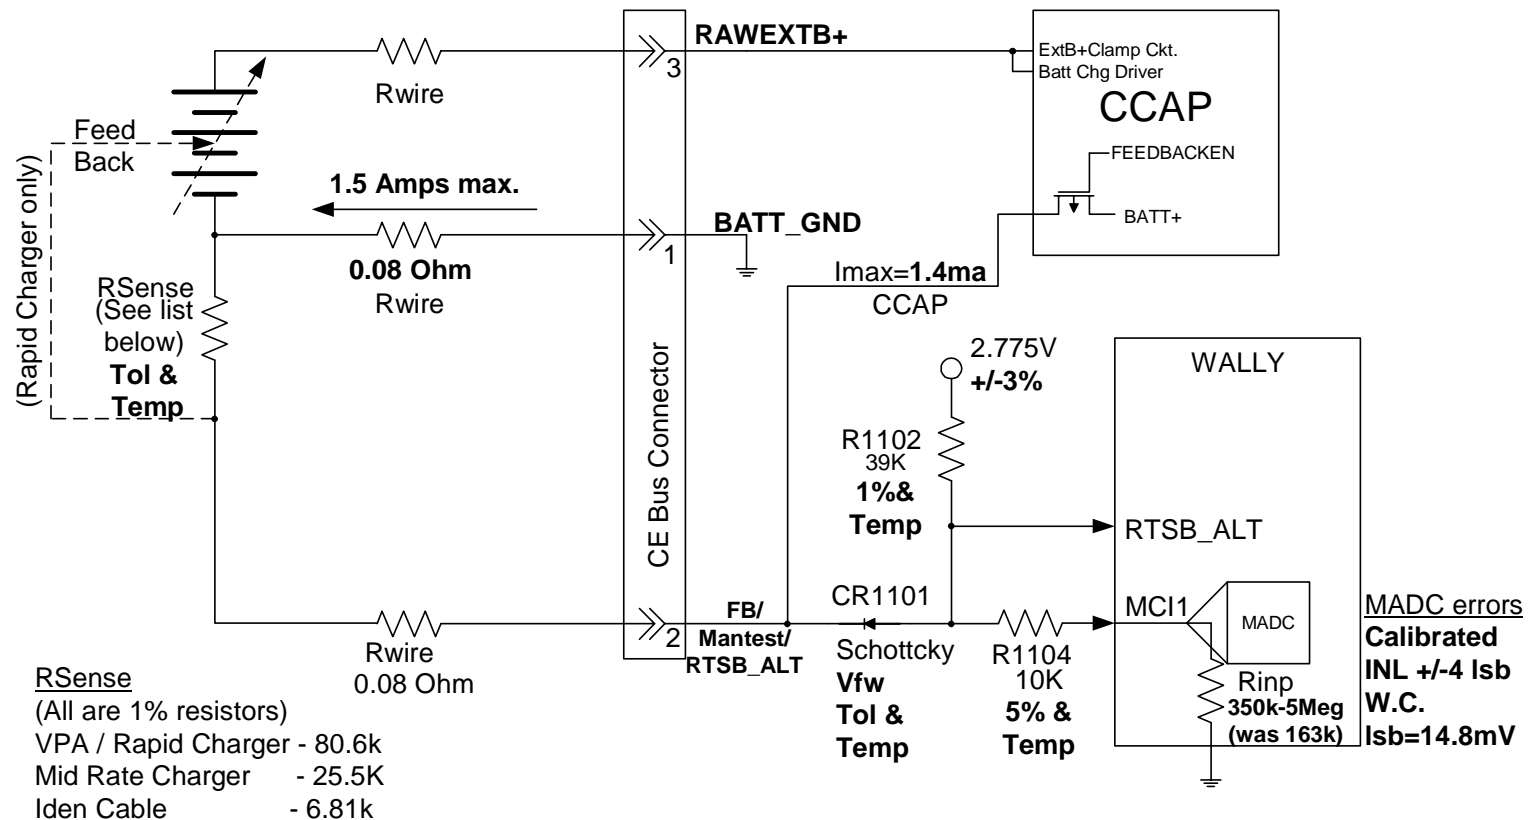 RAWEXTB+
3
Rwire
ExtB+Clamp Ckt.
Batt Chg Driver
CCAP
FEEDBACKEN
BATT+
Feed
Back
(Rapid Charger only)
1.5 Amps max.
BATT_GND
1
0.08 Ohm
Rwire
Imax=1.4ma
CCAP
RSense
(See list
below)
Tol &
Temp
CE Bus Connector
2.775V
+/-3%
R1102
39K
1%&
Temp
WALLY
RTSB_ALT
MCI1
MADC
Rinp
350k-5Meg
(was 163k)
MADC errors
Calibrated
INL +/-4 lsb
W.C.
lsb=14.8mV
2
FB/
Mantest/
RTSB_ALT
CR1101
Schottcky
Vfw
Tol &
Temp
R1104
10K
5% &
Temp
Rwire
0.08 Ohm
RSense
(All are 1% resistors)
VPA / Rapid Charger - 80.6k
Mid Rate Charger - 25.5K
Iden Cable - 6.81k